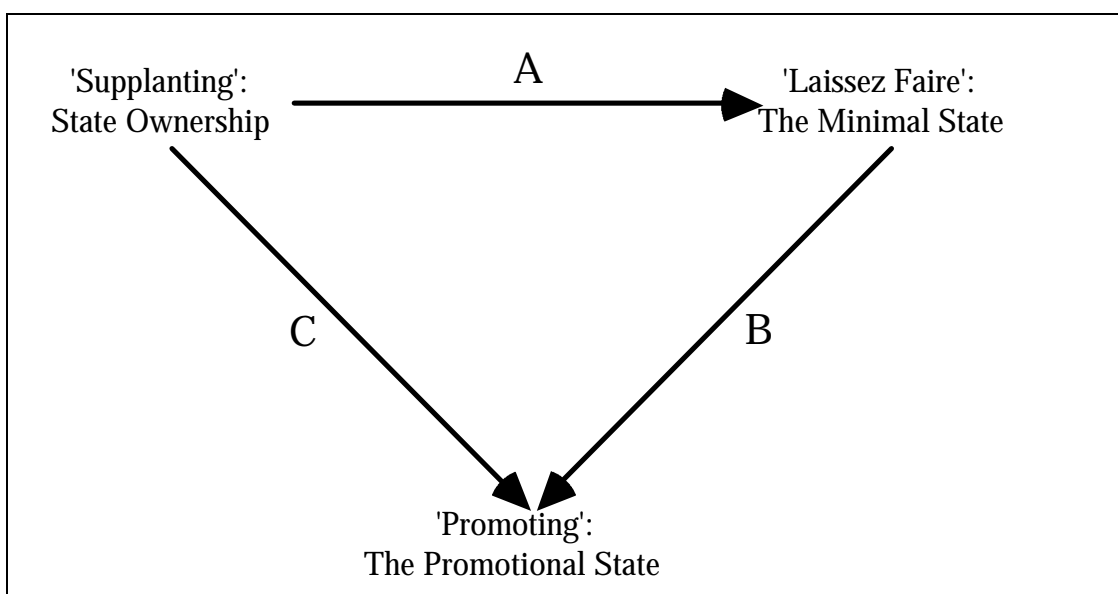 A
'Supplanting':
State Ownership
'Laissez Faire':
The Minimal State
C
B
'Promoting':
The Promotional State